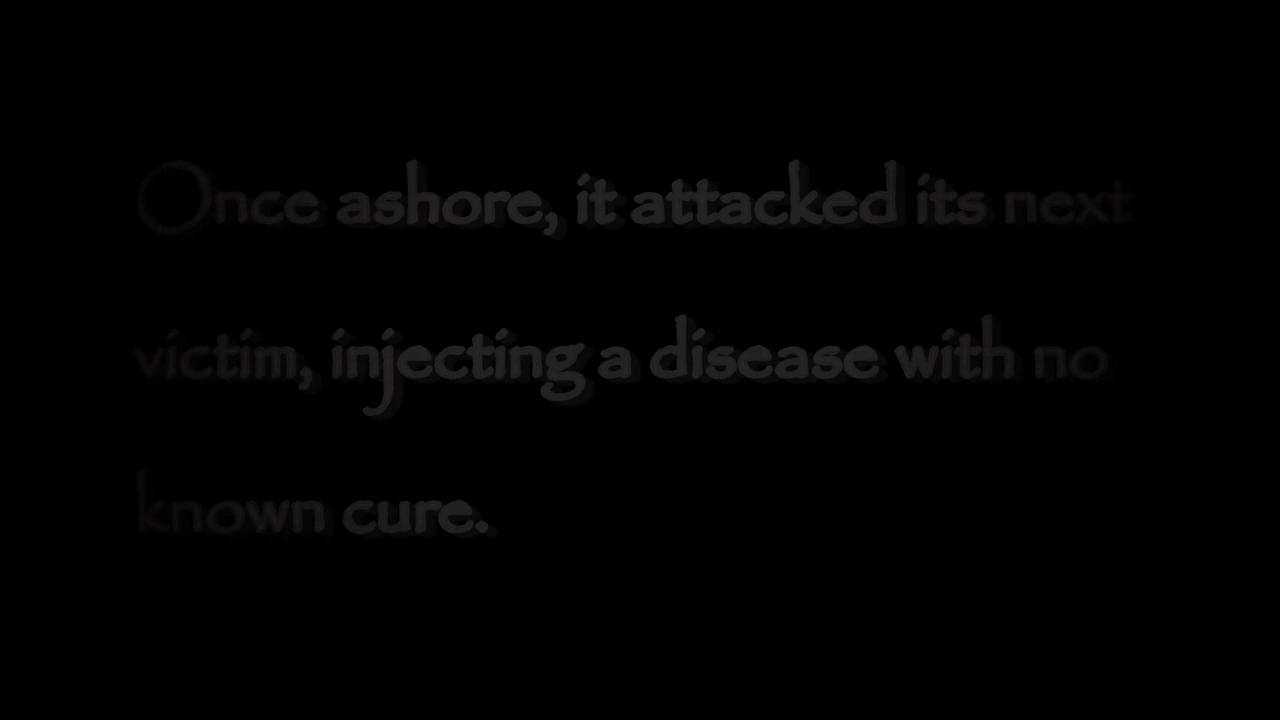 Once ashore, it attacked its next
victim, injecting a disease with no
known cure.